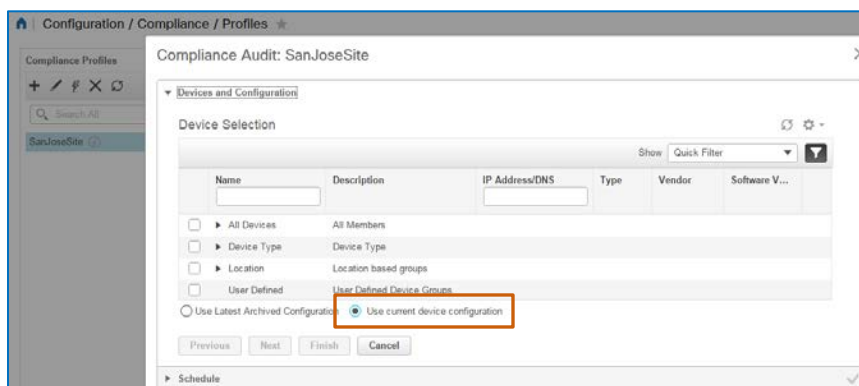 Configuration / Compliance / Profiles
Compliance Profiles
Search All
SanJoseSite
Compliance Audit: SanJoseSite
Devices and Configuration
Device Selection
Show Quick Filter
Name Description IP Address/DNS Type Vendor Software V...
All Devices All Members
Device Type Device Type
Location Location based groups
User Defined User Defined Device Groups
Use Latest Archived Configuration Use current device configuration
Previous Next Finish Cancel
Schedule